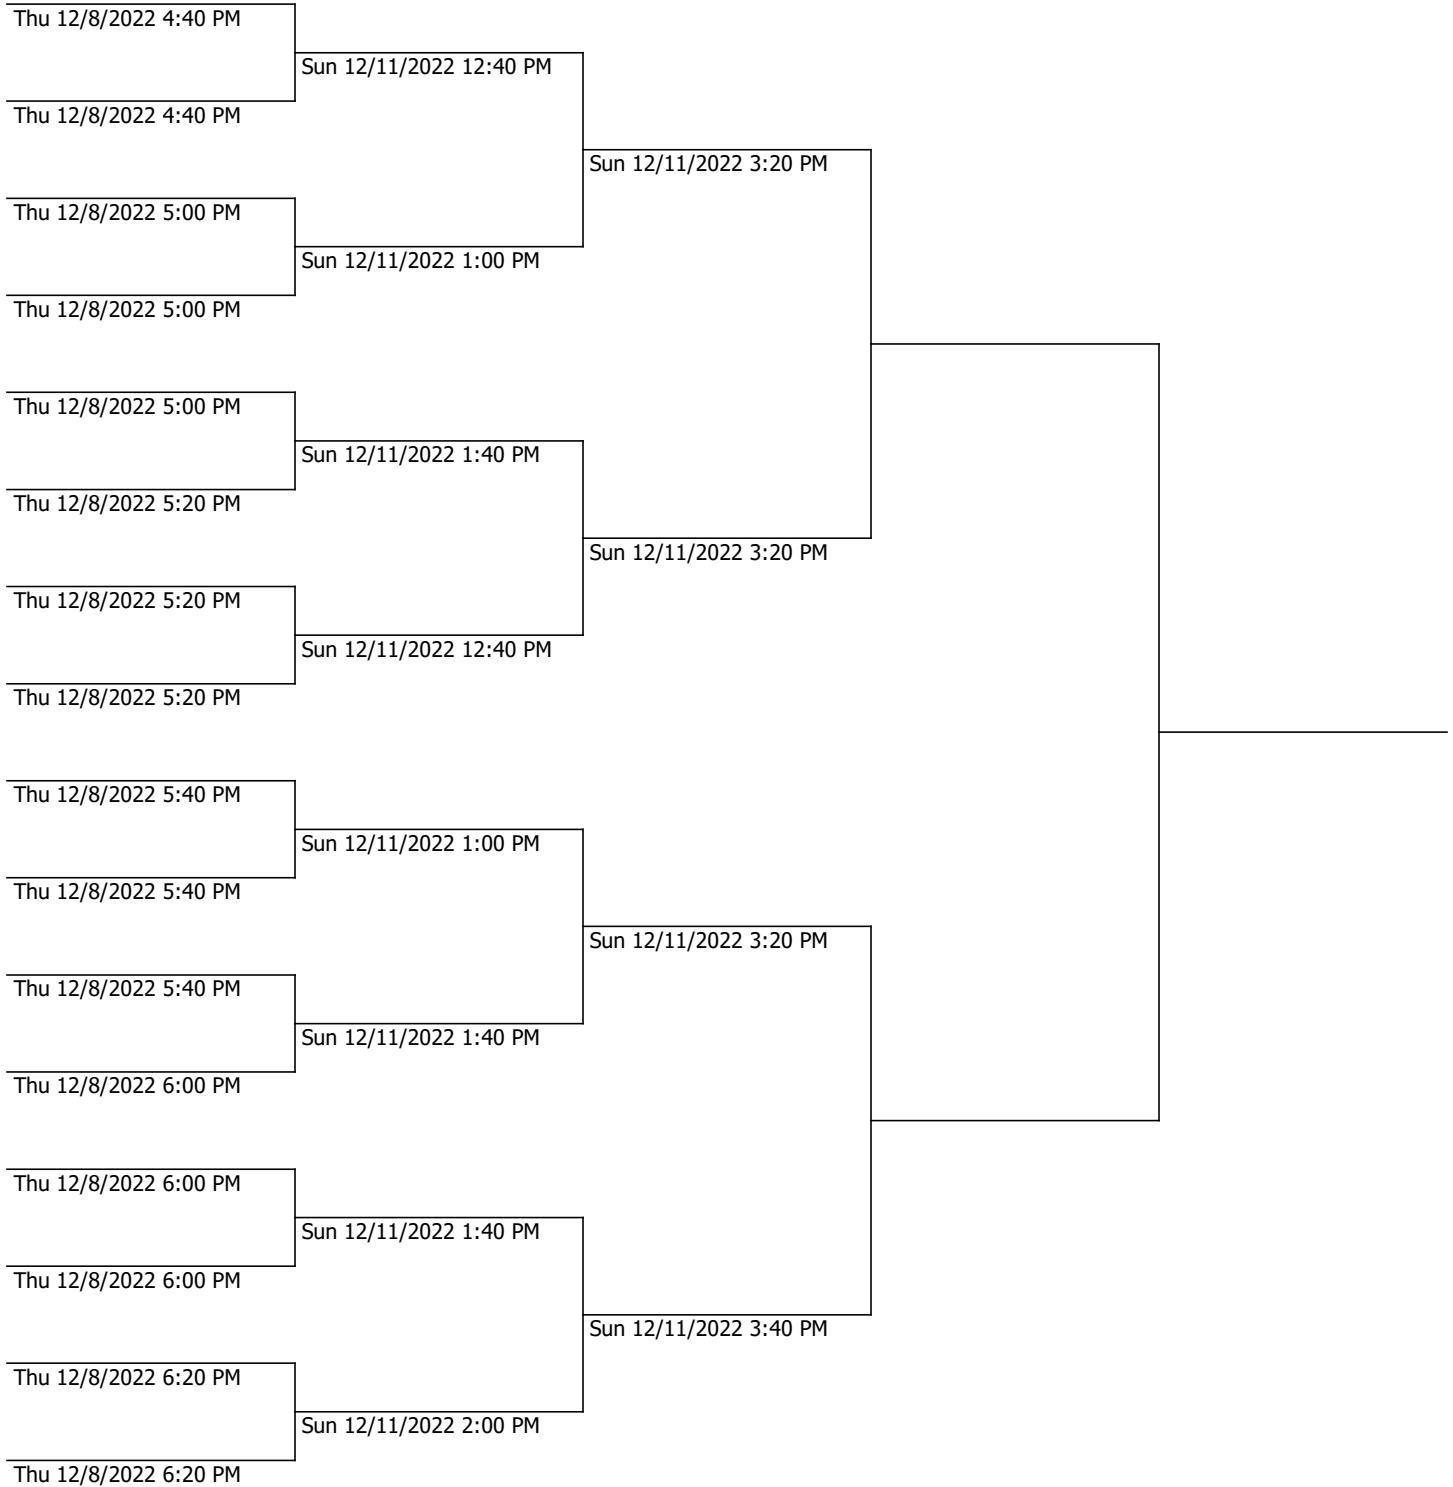 Thu 12/8/2022 4:40 PM
Sun 12/11/2022 12:40 PM
Thu 12/8/2022 4:40 PM
Sun 12/11/2022 3:20 PM
Thu 12/8/2022 5:00 PM
Sun 12/11/2022 1:00 PM
Thu 12/8/2022 5:00 PM
Thu 12/8/2022 5:00 PM
Sun 12/11/2022 1:40 PM
Thu 12/8/2022 5:20 PM
Sun 12/11/2022 3:20 PM
Thu 12/8/2022 5:20 PM
Sun 12/11/2022 12:40 PM
Thu 12/8/2022 5:20 PM
Thu 12/8/2022 5:40 PM
Sun 12/11/2022 1:00 PM
Thu 12/8/2022 5:40 PM
Sun 12/11/2022 3:20 PM
Thu 12/8/2022 5:40 PM
Sun 12/11/2022 1:40 PM
Thu 12/8/2022 6:00 PM
Thu 12/8/2022 6:00 PM
Sun 12/11/2022 1:40 PM
Thu 12/8/2022 6:00 PM
Sun 12/11/2022 3:40 PM
Thu 12/8/2022 6:20 PM
Sun 12/11/2022 2:00 PM
Thu 12/8/2022 6:20 PM